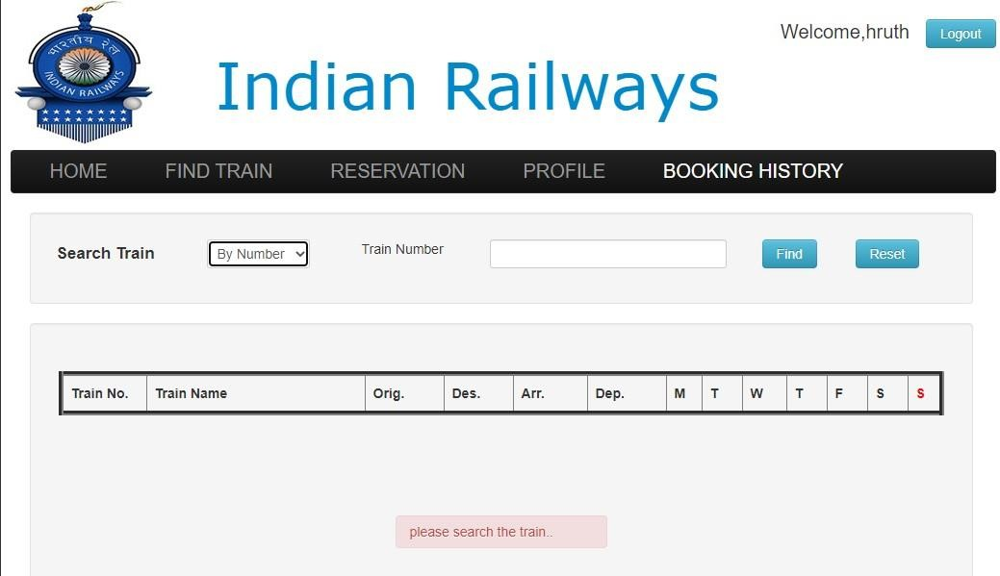 भारतीय रेल
INDIAN RAILWAYS
Welcome,hruth
Logout
Indian Railways
HOME FIND TRAIN RESERVATION PROFILE BOOKING HISTORY
Search Train By Number Train Number Find Reset
Train No. Train Name Orig. Des. Arr. Dep. M T W T F S S
please search the train..